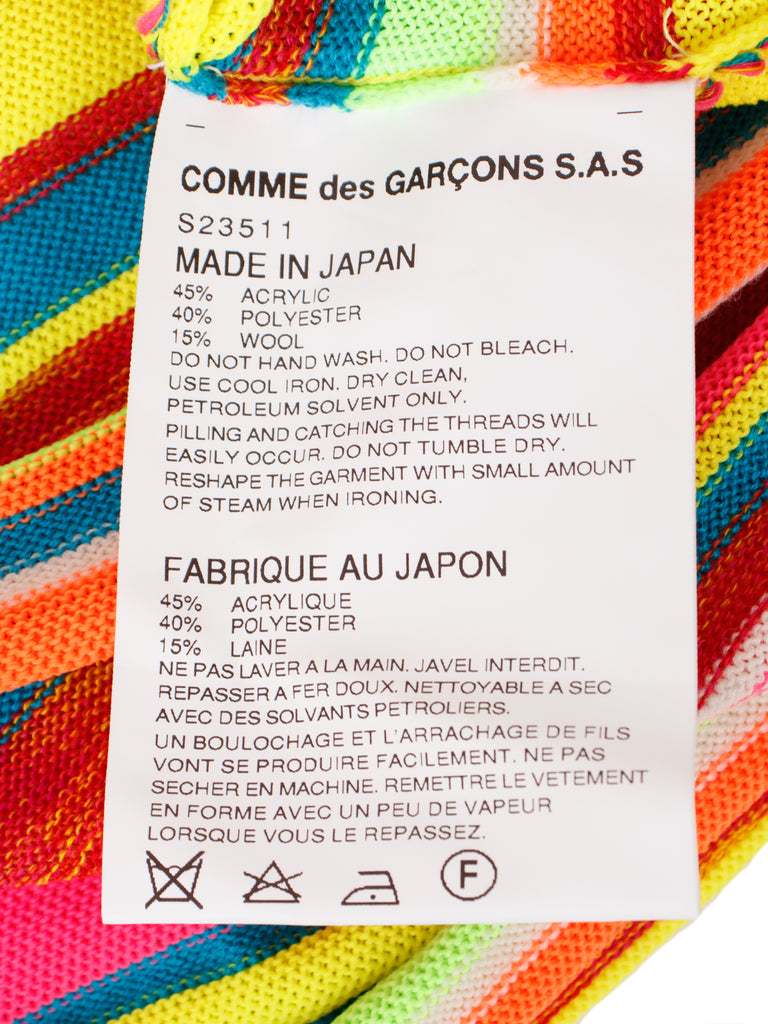 COMME des GARÇONS S.A.S
S23511
MADE IN JAPAN
45% ACRYLIC
40% POLYESTER
15% WOOL
DO NOT HAND WASH. DO NOT BLEACH.
USE COOL IRON. DRY CLEAN,
PETROLEUM SOLVENT ONLY.
PILLING AND CATCHING THE THREADS WILL
EASILY OCCUR. DO NOT TUMBLE DRY.
RESHAPE THE GARMENT WITH SMALL AMOUNT
OF STEAM WHEN IRONING.
FABRIQUE AU JAPON
45% ACRYLIQUE
40% POLYESTER
15% LAINE
NE PAS LAVER A LA MAIN. JAVEL INTERDIT.
REPASSER A FER DOUX. NETTOYABLE A SEC
AVEC DES SOLVANTS PETROLIERS.
UN BOULOCHAGE ET L'ARRACHAGE DE FILS
VONT SE PRODUIRE FACILEMENT. NE PAS
SECHER EN MACHINE. REMETTRE LE VETEMENT
EN FORME AVEC UN PEU DE VAPEUR
LORSQUE VOUS LE REPASSEZ.
F